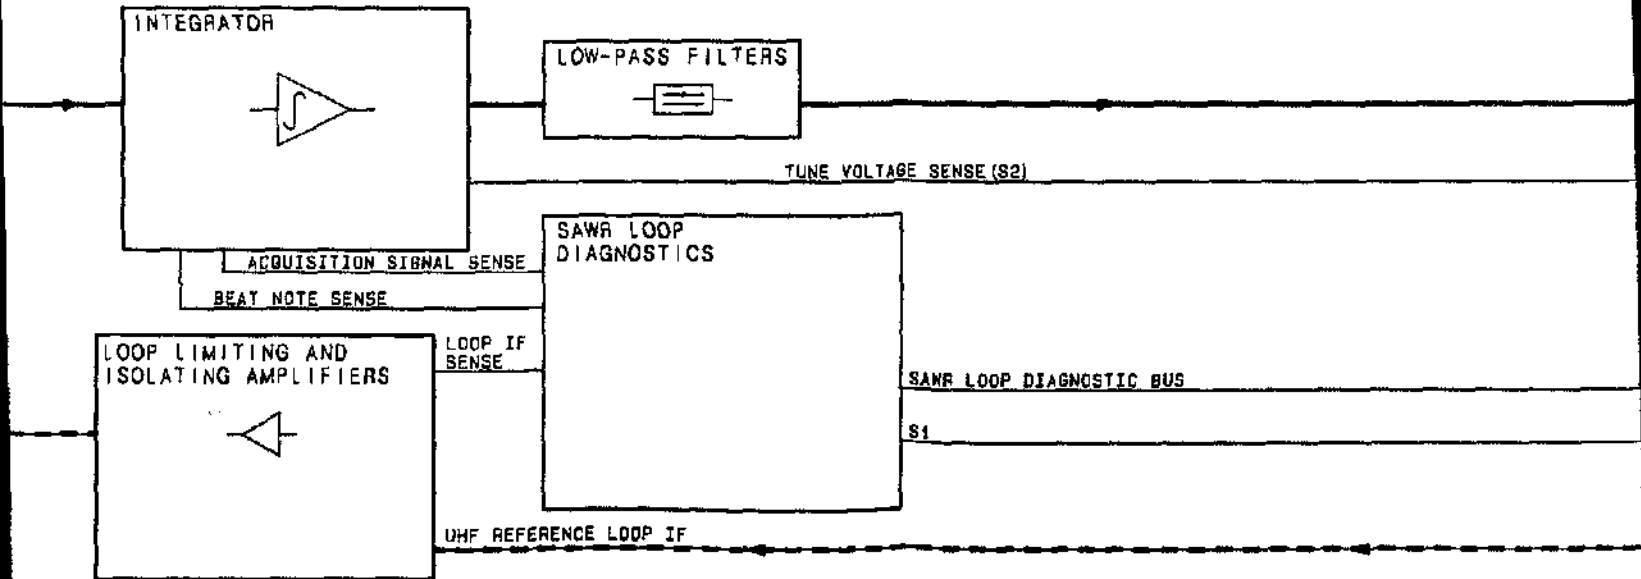 INTEGRATOR
LOW-PASS FILTERS
TUNE VOLTAGE SENSE (S2)
SAWR LOOP
DIAGNOSTICS
ACQUISITION SIGNAL SENSE
BEAT NOTE SENSE
LOOP LIMITING AND
ISOLATING AMPLIFIERS
LOOP IF
SENSE
SAWR LOOP DIAGNOSTIC BUS
S1
UHF REFERENCE LOOP IF